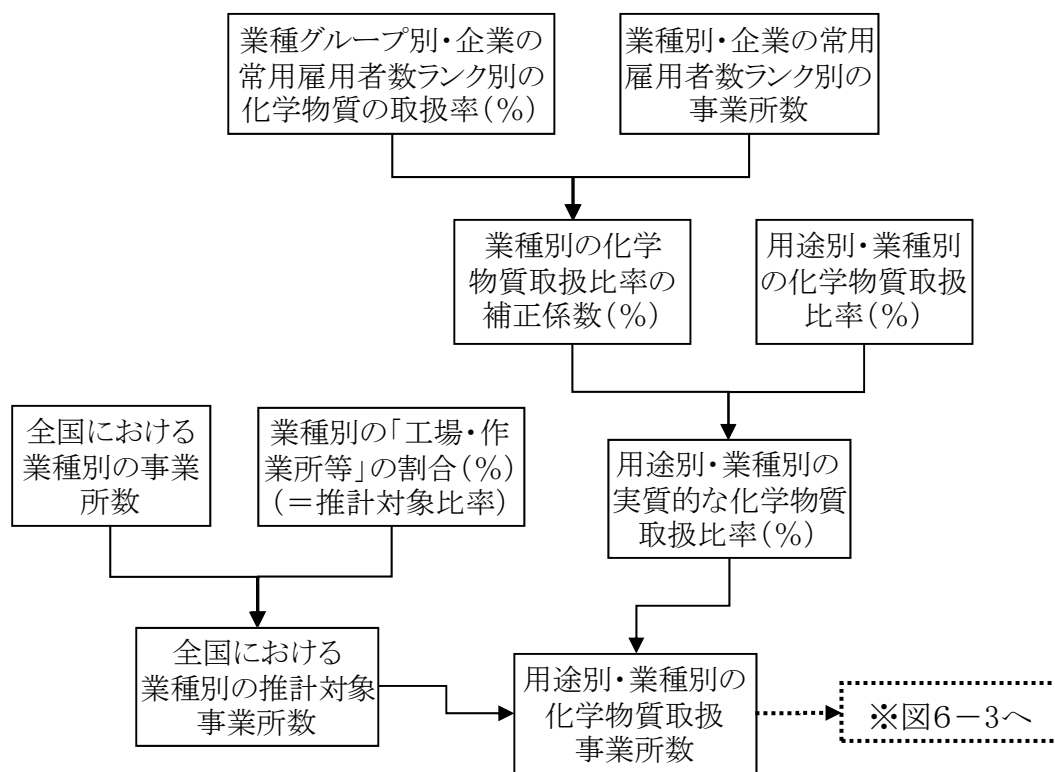 業種グループ別・企業の
常用雇用者数ランク別の
化学物質の取扱率(%)
業種別・企業の常用
雇用者数ランク別の
事業所数
業種別の化学
物質取扱比率の
補正係数(%)
用途別・業種別
の化学物質取扱
比率(%)
全国における
業種別の事業
所数
業種別の「工場・作
業所等」の割合(%)
(=推計対象比率)
用途別・業種別の
実質的な化学物質
取扱比率(%)
全国における
業種別の推計対象
事業所数
用途別・業種別の
化学物質取扱
事業所数
※図6-3へ